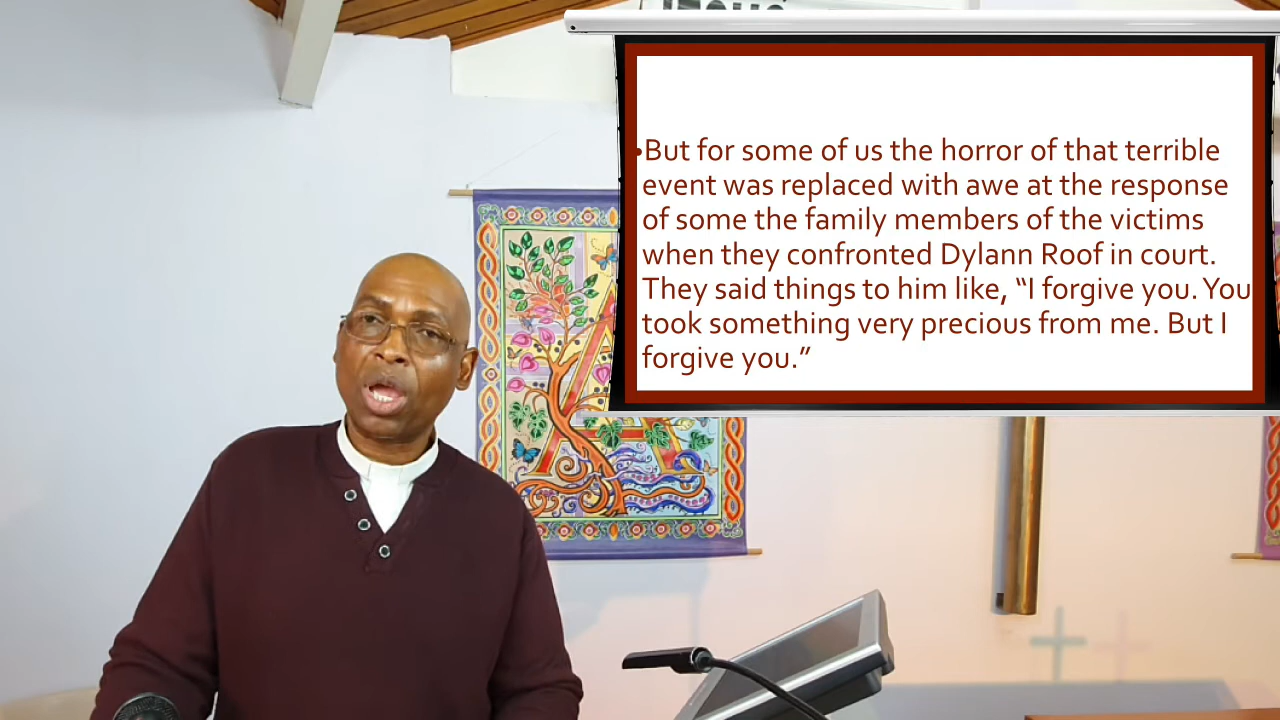 Jesus
•But for some of us the horror of that terrible
event was replaced with awe at the response
of some the family members of the victims
when they confronted Dylann Roof in court.
They said things to him like, “I forgive you. You
took something very precious from me. But I
forgive you.”